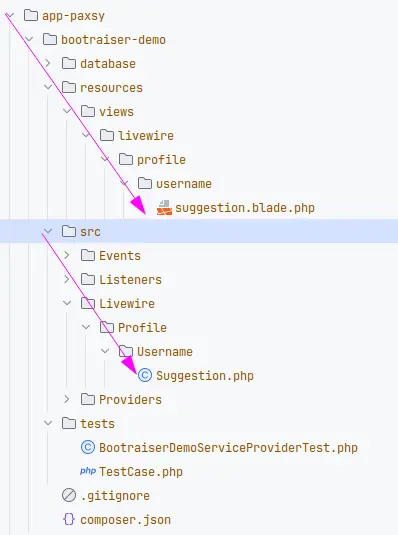 app-paxsy
bootraiser-demo
database
resources
views
livewire
profile
username
suggestion.blade.php
src
Events
Listeners
Livewire
Profile
Username
C Suggestion.php
Providers
tests
C BootraiserDemoServiceProviderTest.php
php TestCase.php
.gitignore
{} composer.json